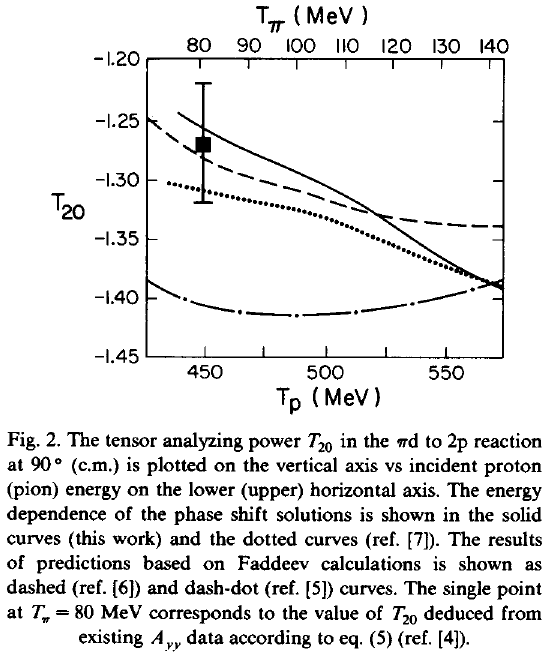 T_π (MeV)
80 90 100 110 120 130 140
−1.20
−1.25
−1.30
−1.35
−1.40
−1.45
T₂₀
450 500 550
T_p (MeV)
Fig. 2. The tensor analyzing power T₂₀ in the πd to 2p reaction
at 90° (c.m.) is plotted on the vertical axis vs incident proton
(pion) energy on the lower (upper) horizontal axis. The energy
dependence of the phase shift solutions is shown in the solid
curves (this work) and the dotted curves (ref. [7]). The results
of predictions based on Faddeev calculations is shown as
dashed (ref. [6]) and dash-dot (ref. [5]) curves. The single point
at T_π = 80 MeV corresponds to the value of T₂₀ deduced from
existing A_yy data according to eq. (5) (ref. [4]).